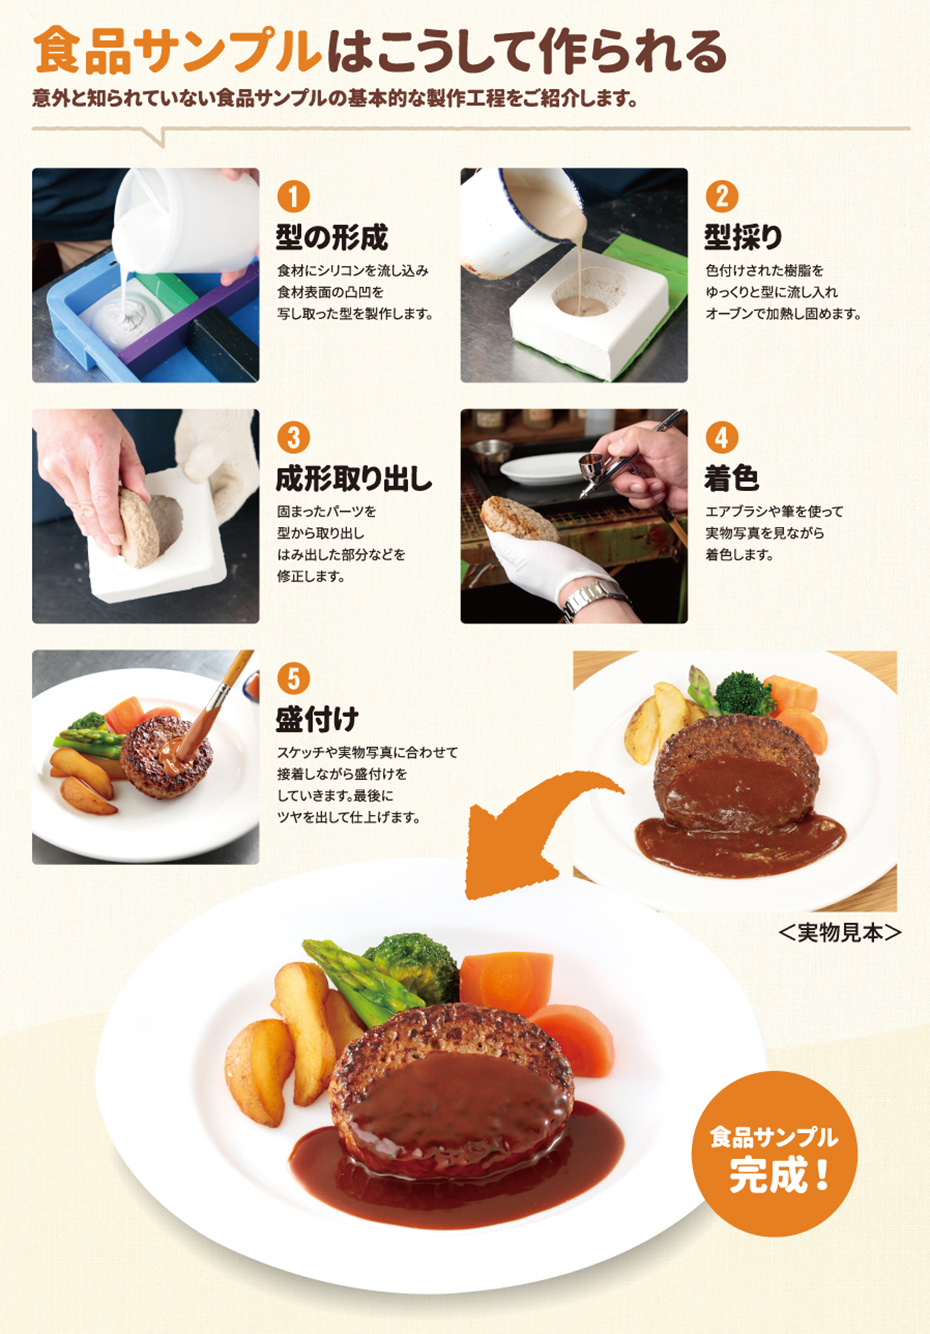 食品サンプルはこうして作られる
意外と知られていない食品サンプルの基本的な製作工程をご紹介します。
1
型の形成
食材にシリコンを流し込み
食材表面の凸凹を
写し取った型を製作します。
2
型採り
色付けされた樹脂を
ゆっくりと型に流し入れ
オーブンで加熱し固めます。
3
成形取り出し
固まったパーツを
型から取り出し
はみ出した部分などを
修正します。
4
着色
エアブラシや筆を使って
実物写真を見ながら
着色します。
5
盛付け
スケッチや実物写真に合わせて
接着しながら盛付けを
していきます。最後に
ツヤを出して仕上げます。
＜実物見本＞
食品サンプル
完成！